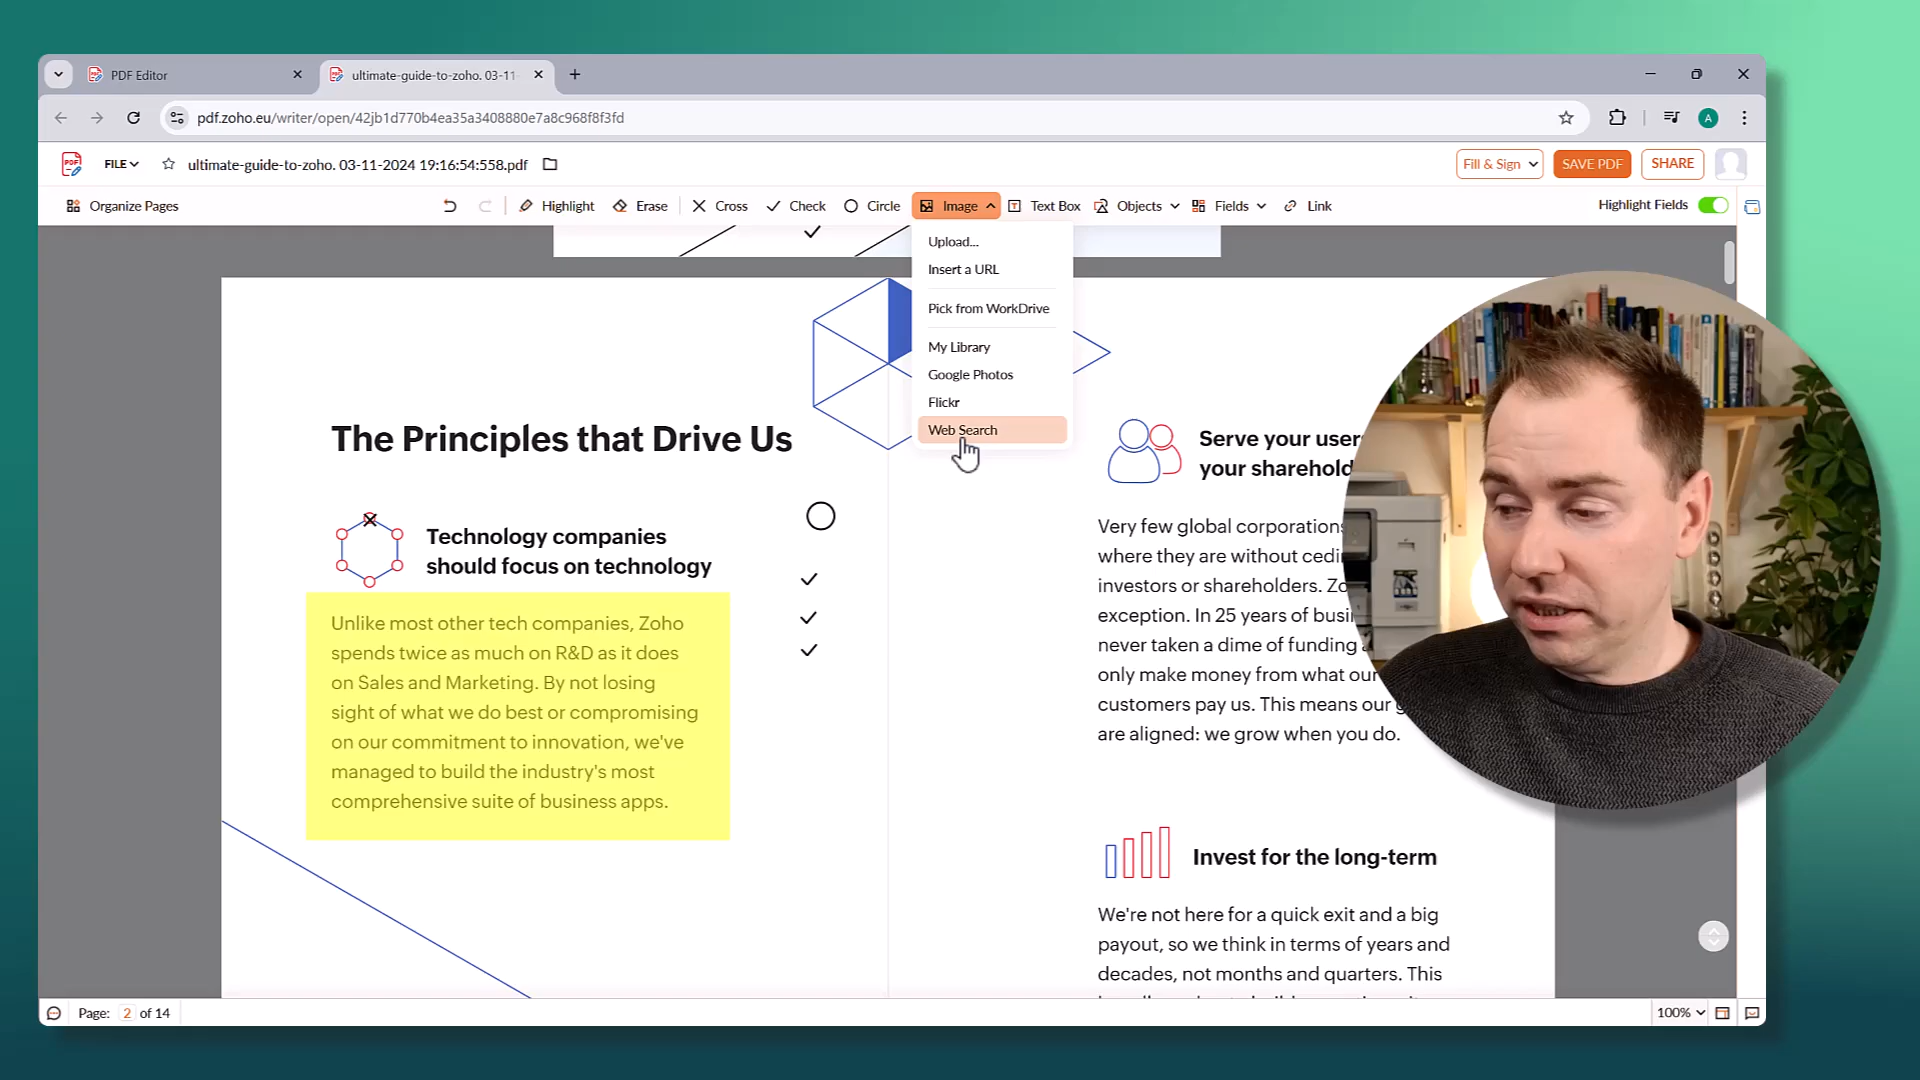 PDF Editor
ultimate-guide-to-zoho. 03-11-
pdf.zoho.eu/writer/open/42jb1d770b4ea35a3408880e7a8c968f8f3fd
A
PDF
FILE
ultimate-guide-to-zoho. 03-11-2024 19:16:54:558.pdf
Fill & Sign
SAVE PDF
SHARE
Organize Pages
Highlight
Erase
Cross
Check
Circle
Image
Text Box
Objects
Fields
Link
Highlight Fields
Upload...
Insert a URL
Pick from WorkDrive
My Library
Google Photos
Flickr
Web Search
The Principles that Drive Us
Technology companies
should focus on technology
Unlike most other tech companies, Zoho
spends twice as much on R&D as it does
on Sales and Marketing. By not losing
sight of what we do best or compromising
on our commitment to innovation, we've
managed to build the industry's most
comprehensive suite of business apps.
Serve your users
your sharehold
Very few global corporations
where they are without cedi
investors or shareholders. Zo
exception. In 25 years of busi
never taken a dime of funding
only make money from what our
customers pay us. This means our g
are aligned: we grow when you do.
Invest for the long-term
We're not here for a quick exit and a big
payout, so we think in terms of years and
decades, not months and quarters. This
Page: 2 of 14
100%